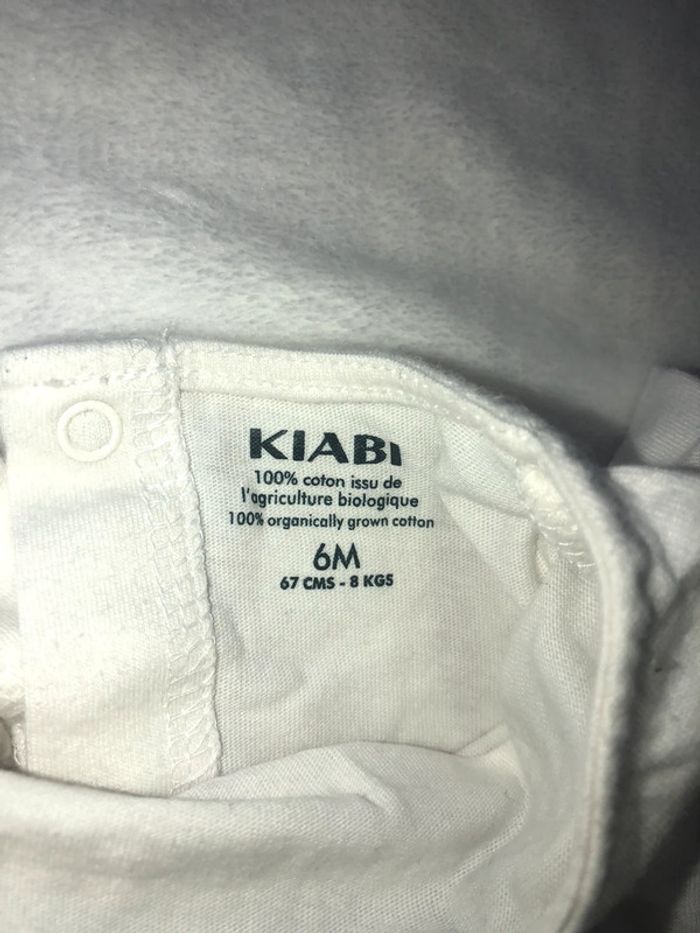 KIABI
100% coton issu de
l'agriculture biologique
100% organically grown cotton
6M
67 CMS - 8 KGS